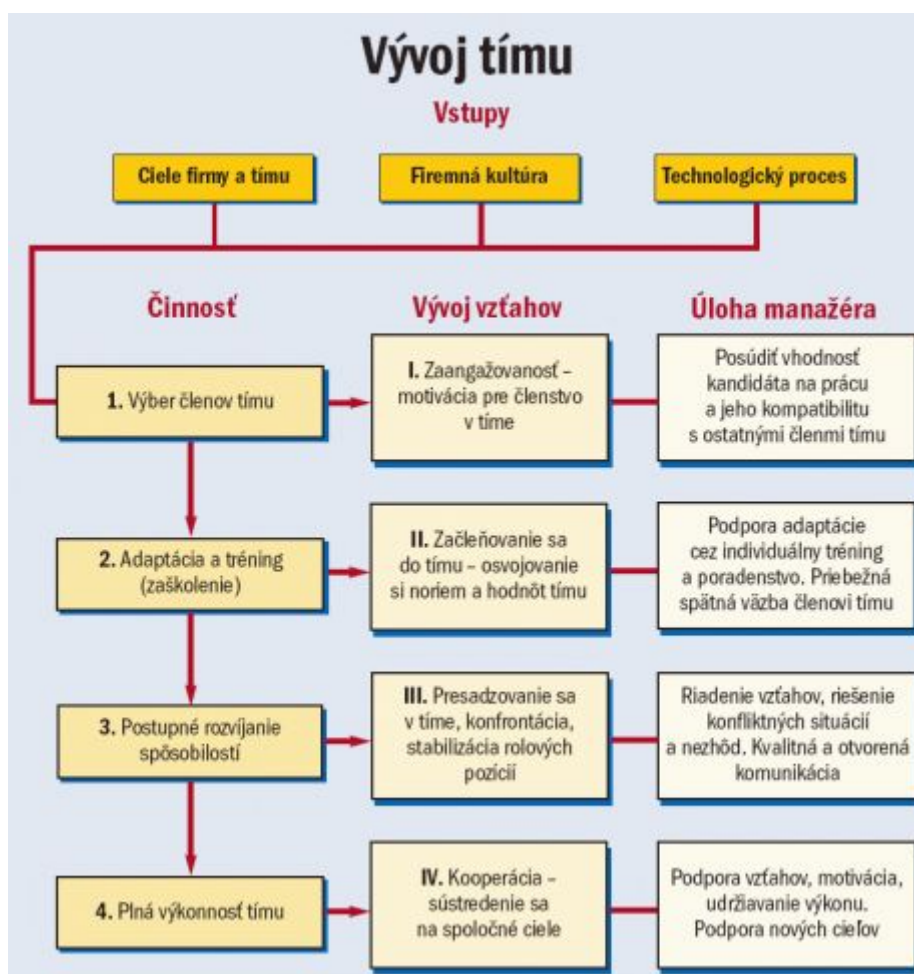 Vývoj tímu
Vstupy
Ciele firmy a tímu
Firemná kultúra
Technologický proces
Činnosť
Vývoj vzťahov
Úloha manažéra
1. Výber členov tímu
I. Zaangažovanosť –
motivácia pre členstvo
v tíme
Posúdiť vhodnosť
kandidáta na prácu
a jeho kompatibilitu
s ostatnými členmi tímu
2. Adaptácia a tréning
(zaškolenie)
II. Začleňovanie sa
do tímu – osvojovanie
si noriem a hodnôt tímu
Podpora adaptácie
cez individuálny tréning
a poradenstvo. Priebežná
spätná väzba členovi tímu
3. Postupné rozvíjanie
spôsobilostí
III. Presadzovanie sa
v tíme, konfrontácia,
stabilizácia rolových
pozícií
Riadenie vzťahov, riešenie
konfliktných situácií
a nezhôd. Kvalitná a otvorená
komunikácia
4. Plná výkonnosť tímu
IV. Kooperácia –
sústredenie sa
na spoločné ciele
Podpora vzťahov, motivácia,
udržiavanie výkonu.
Podpora nových cieľov